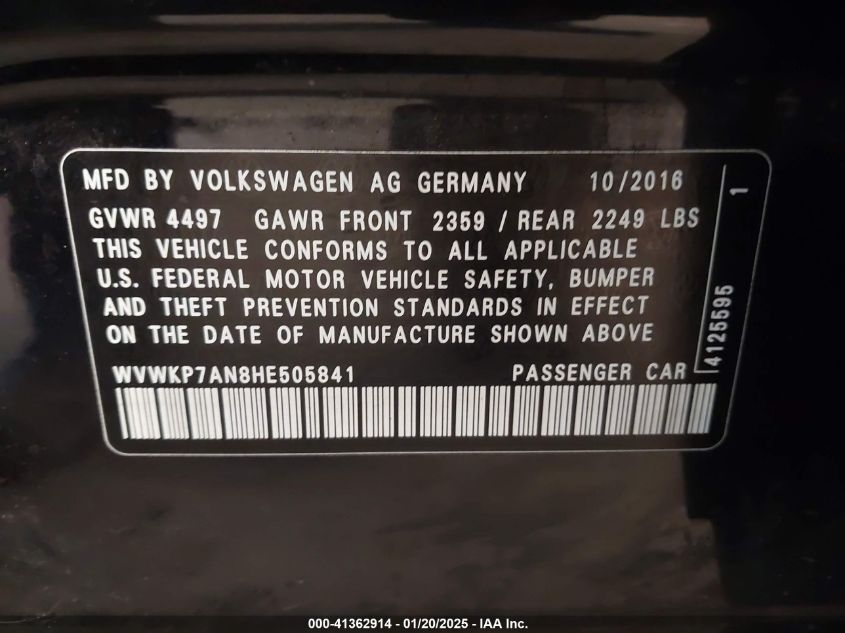 MFD BY VOLKSWAGEN AG GERMANY 10/2016
GVWR 4497 GAWR FRONT 2359 / REAR 2249 LBS
THIS VEHICLE CONFORMS TO ALL APPLICABLE
U.S. FEDERAL MOTOR VEHICLE SAFETY, BUMPER
AND THEFT PREVENTION STANDARDS IN EFFECT
ON THE DATE OF MANUFACTURE SHOWN ABOVE
WVWKP7AN8HE505841 PASSENGER CAR
4125595 1
000-41362914 - 01/20/2025 - IAA Inc.